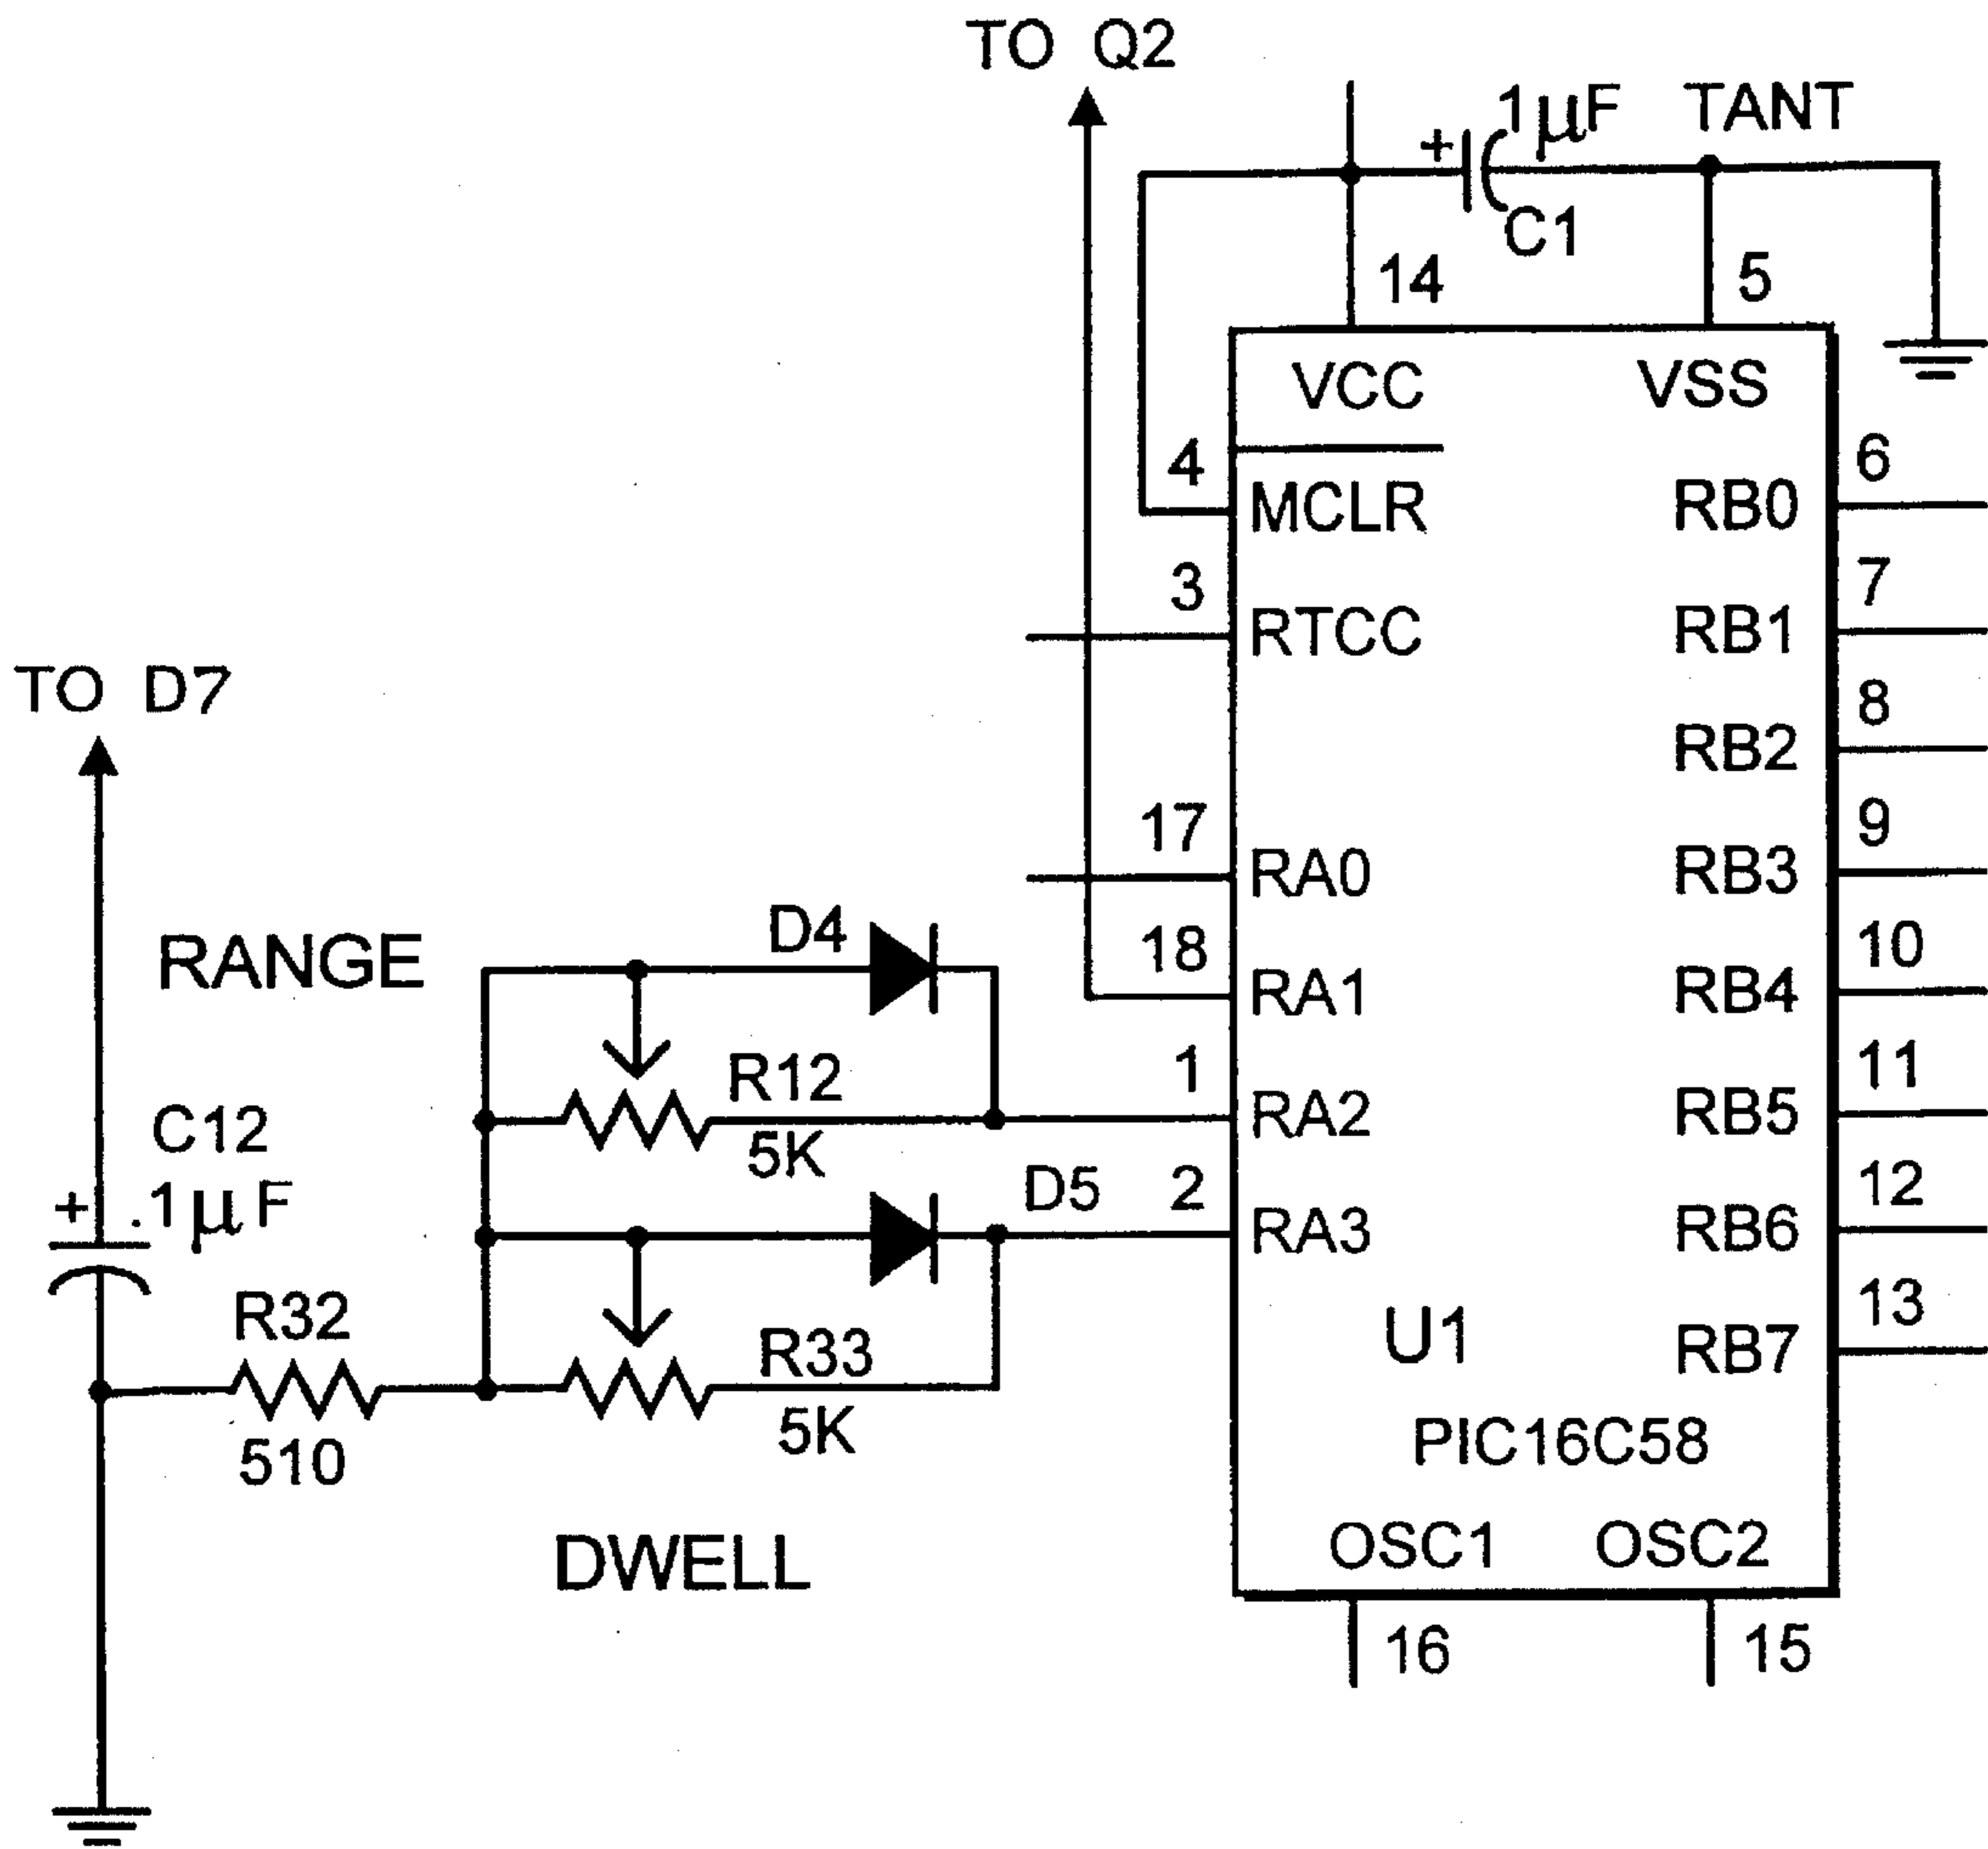 TO Q2
1µF TANT
+
C1
14
5
VCC
VSS
4
MCLR
RB0
6
3
RTCC
RB1
7
TO D7
RB2
8
17
RA0
RB3
9
RANGE
D4
18
RA1
RB4
10
R12
5K
1
RA2
RB5
11
C12
+ .1µF
D5
2
RA3
RB6
12
R32
510
R33
5K
U1
RB7
13
PIC16C58
DWELL
OSC1 OSC2
16
15